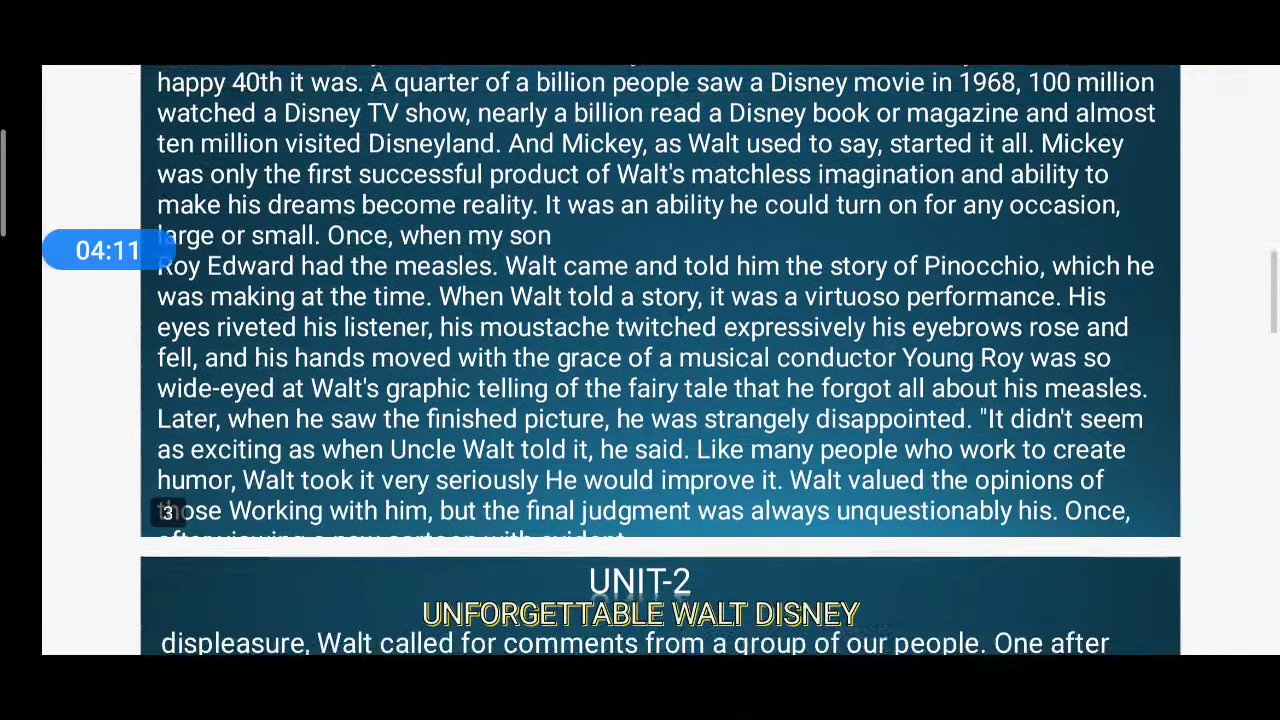 happy 40th it was. A quarter of a billion people saw a Disney movie in 1968, 100 million
watched a Disney TV show, nearly a billion read a Disney book or magazine and almost
ten million visited Disneyland. And Mickey, as Walt used to say, started it all. Mickey
was only the first successful product of Walt's matchless imagination and ability to
make his dreams become reality. It was an ability he could turn on for any occasion,
large or small. Once, when my son
04:11
Roy Edward had the measles. Walt came and told him the story of Pinocchio, which he
was making at the time. When Walt told a story, it was a virtuoso performance. His
eyes riveted his listener, his moustache twitched expressively his eyebrows rose and
fell, and his hands moved with the grace of a musical conductor Young Roy was so
wide-eyed at Walt's graphic telling of the fairy tale that he forgot all about his measles.
Later, when he saw the finished picture, he was strangely disappointed. "It didn't seem
as exciting as when Uncle Walt told it, he said. Like many people who work to create
humor, Walt took it very seriously He would improve it. Walt valued the opinions of
those Working with him, but the final judgment was always unquestionably his. Once,
3
after viewing a new cartoon with evident
UNIT-2
UNFORGETTABLE WALT DISNEY
displeasure, Walt called for comments from a group of our people. One after